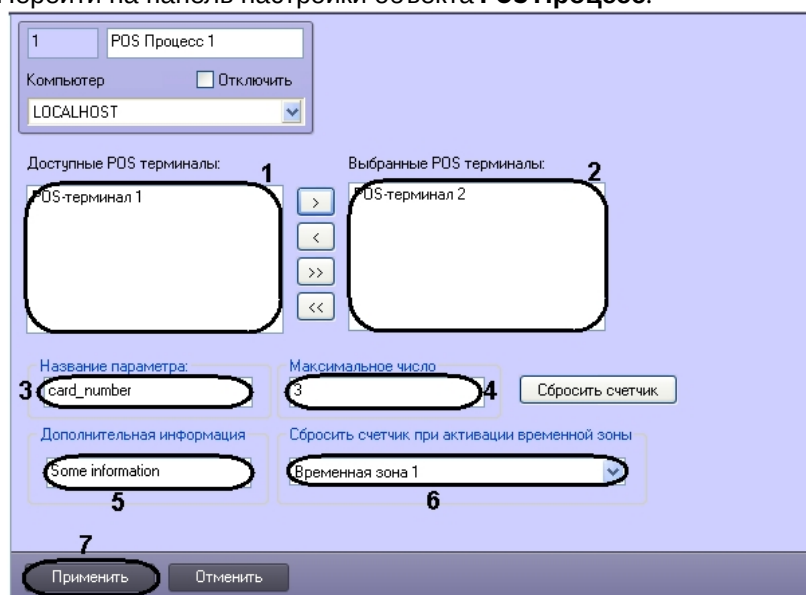 Перейти на панель настройки объекта POS Процесс.
1 POS Процесс 1
Компьютер Отключить
LOCALHOST
Доступные POS терминалы: 1 Выбранные POS терминалы: 2
POS-терминал 1 > POS-терминал 2
<
>>
<<
Название параметра: Максимальное число
3 card_number 3 4 Сбросить счетчик
Дополнительная информация Сбросить счетчик при активации временной зоны
Some information Временная зона 1
5 6
7
Применить Отменить